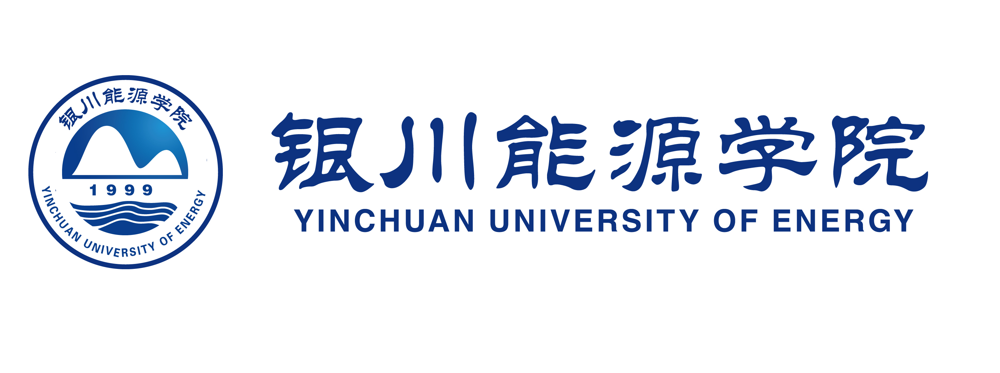 银川能源学院
1999
YINCHUAN UNIVERSITY OF ENERGY
银川能源学院
YINCHUAN UNIVERSITY OF ENERGY